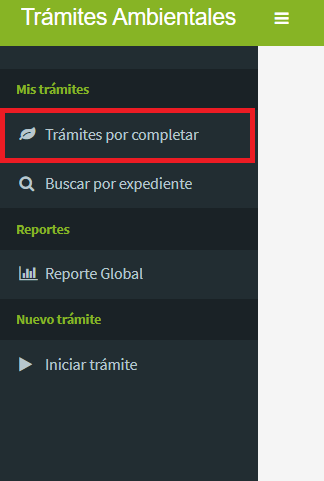 Trámites Ambientales
Mis trámites
Trámites por completar
Buscar por expediente
Reportes
Reporte Global
Nuevo trámite
Iniciar trámite